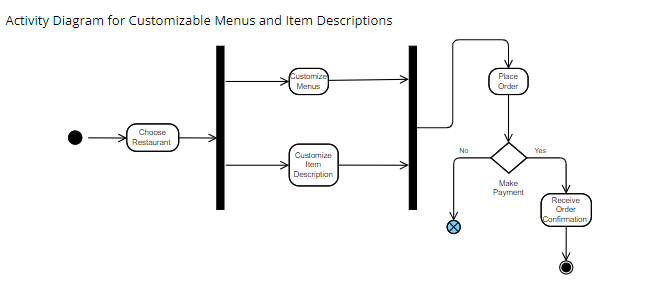 Activity Diagram for Customizable Menus and Item Descriptions
Choose
Restaurant
Customize
Menus
Customize
Item
Description
Place
Order
No
Yes
Make
Payment
Receive
Order
Confirmation